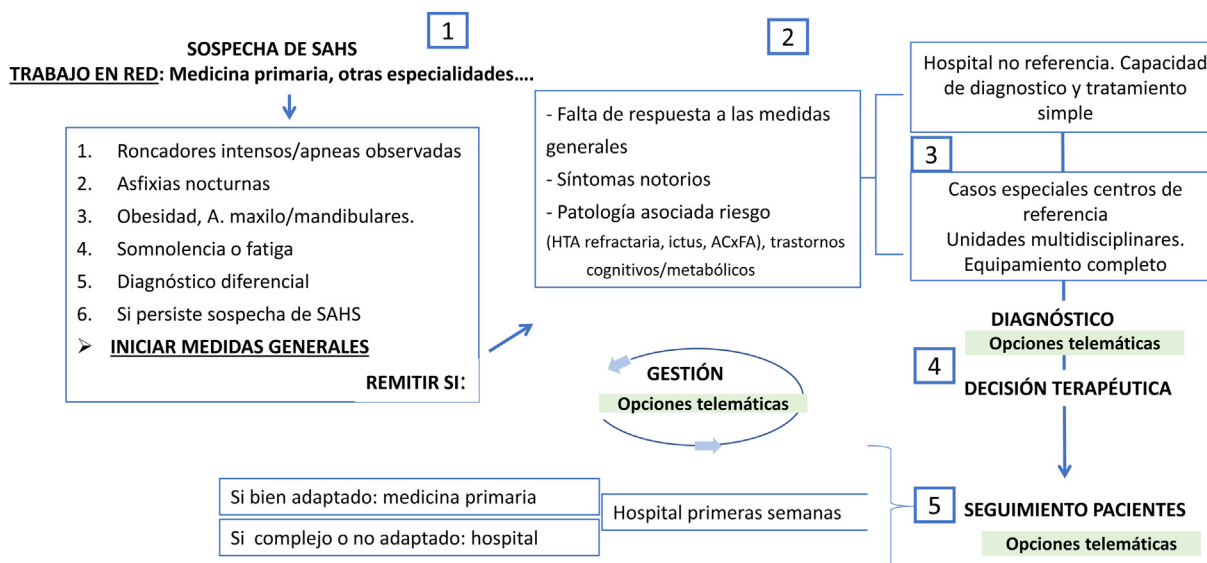 1
SOSPECHA DE SAHS
TRABAJO EN RED: Medicina primaria, otras especialidades....
1. Roncadores intensos/apneas observadas
2. Asfixias nocturnas
3. Obesidad, A. maxilo/mandibulares.
4. Somnolencia o fatiga
5. Diagnóstico diferencial
6. Si persiste sospecha de SAHS
➢ INICIAR MEDIDAS GENERALES
REMITIR SI:
2
- Falta de respuesta a las medidas
generales
- Síntomas notorios
- Patología asociada riesgo
(HTA refractaria, ictus, ACxFA), trastornos
cognitivos/metabólicos
Hospital no referencia. Capacidad
de diagnostico y tratamiento
simple
3
Casos especiales centros de
referencia
Unidades multidisciplinares.
Equipamiento completo
DIAGNÓSTICO
Opciones telemáticas
4
DECISIÓN TERAPÉUTICA
GESTIÓN
Opciones telemáticas
5
SEGUIMIENTO PACIENTES
Opciones telemáticas
Hospital primeras semanas
Si bien adaptado: medicina primaria
Si complejo o no adaptado: hospital